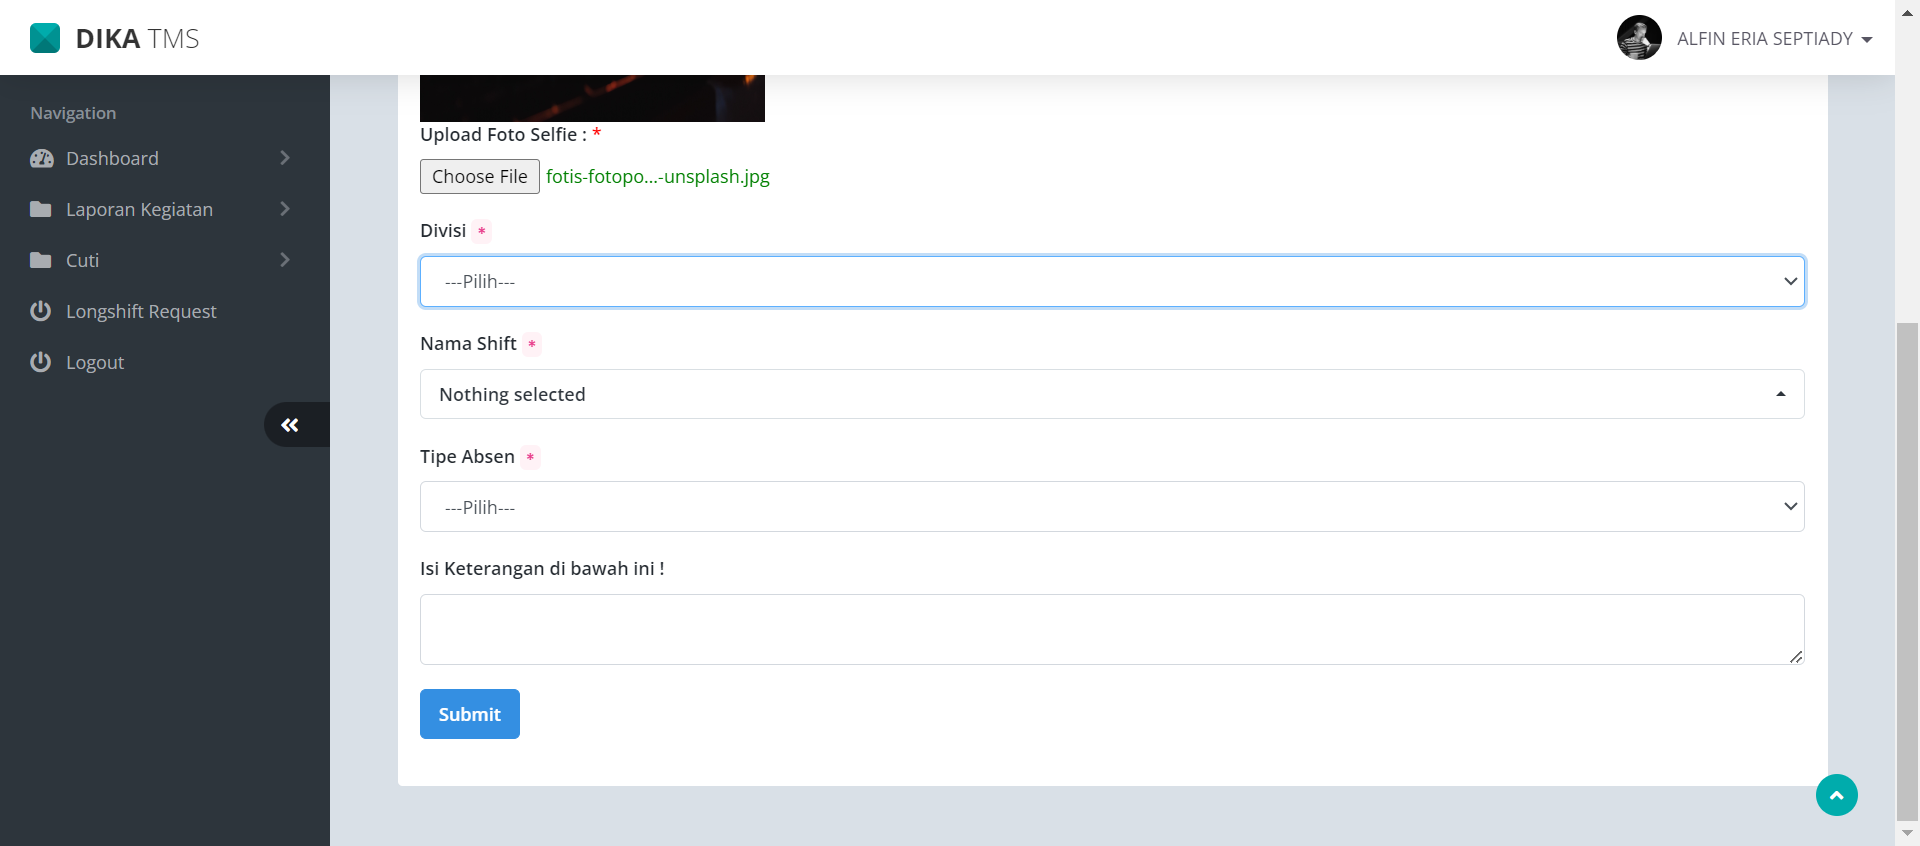 DIKA TMS
ALFIN ERIA SEPTIADY
Navigation
Dashboard
Laporan Kegiatan
Cuti
Longshift Request
Logout
Upload Foto Selfie : *
Choose File fotis-fotopo...-unsplash.jpg
Divisi *
---Pilih---
Nama Shift *
Nothing selected
Tipe Absen *
---Pilih---
Isi Keterangan di bawah ini !
Submit